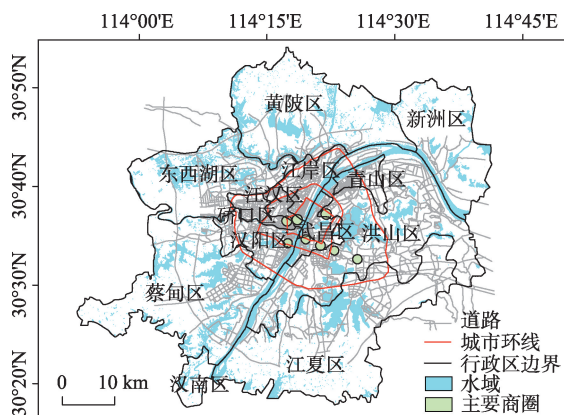 114°00'E 114°15'E 114°30'E 114°45'E
30°50'N
30°40'N
30°30'N
30°20'N
黄陂区
新洲区
东西湖区
江岸区
青山区
江汉区
硚口区
武昌区
汉阳区
洪山区
蔡甸区
江夏区
汉南区
0 10 km
道路
城市环线
行政区边界
水域
主要商圈